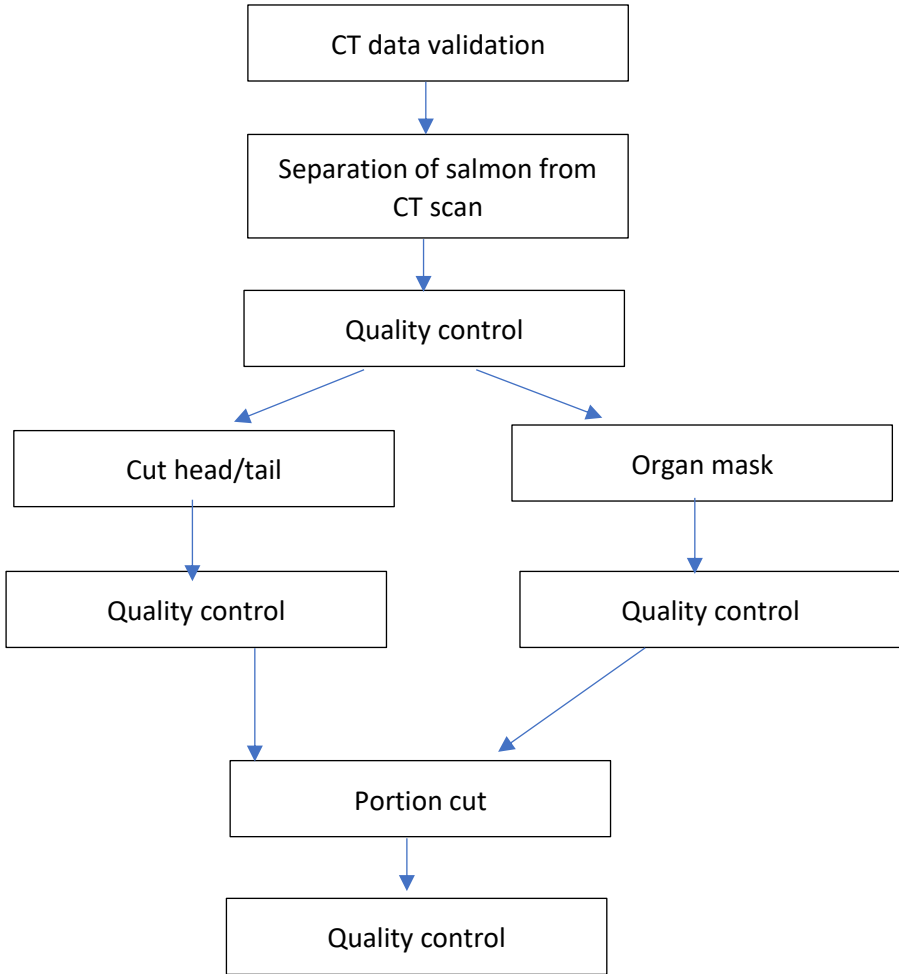 CT data validation
Separation of salmon from
CT scan
Quality control
Cut head/tail
Organ mask
Quality control
Quality control
Portion cut
Quality control